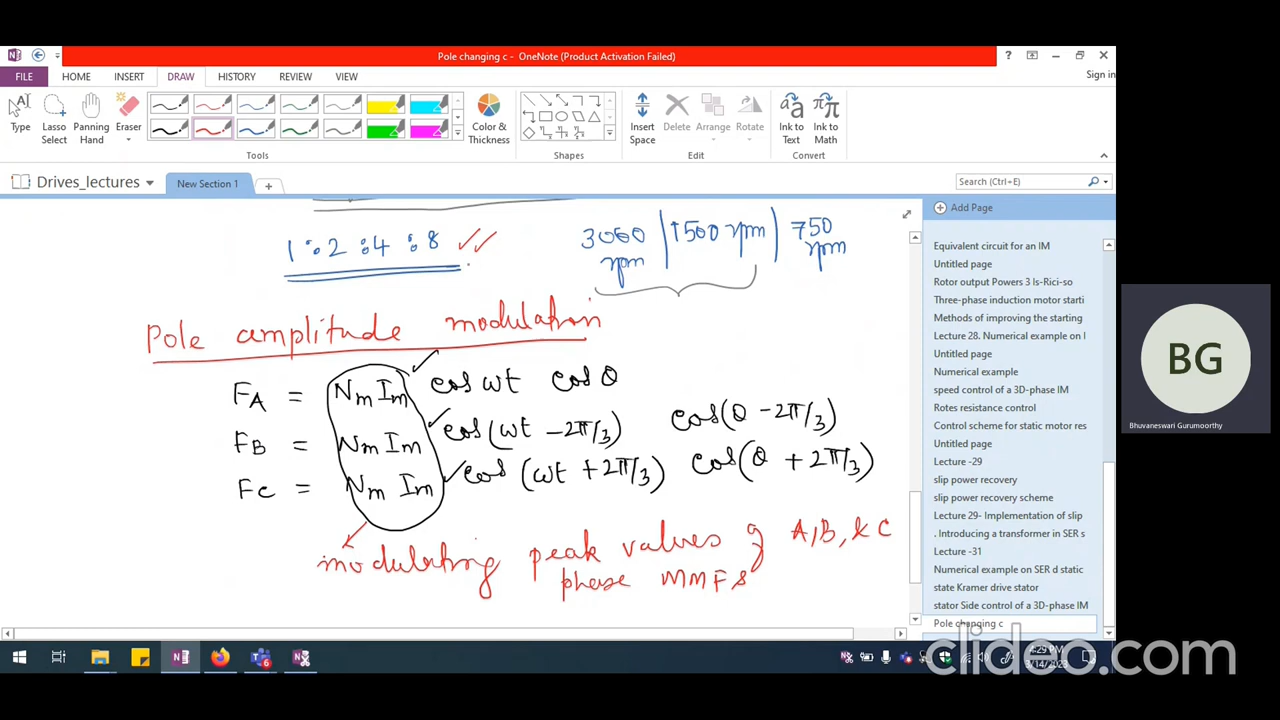 Pole changing c - OneNote (Product Activation Failed)
FILE HOME INSERT DRAW HISTORY REVIEW VIEW
Sign in
Type
Lasso Select
Panning Hand
Eraser
Color & Thickness
Insert Space
Delete
Arrange
Rotate
Ink to Text
Ink to Math
Tools
Shapes
Edit
Convert
Drives_lectures
New Section 1
Search (Ctrl+E)
1 : 2 : 4 : 8
3000 rpm | 1500 rpm | 750 rpm
Pole amplitude modulation
FA = Nm Im cos ωt cos θ
FB = Nm Im cos(ωt - 2π/3) cos(θ - 2π/3)
Fc = Nm Im cos(ωt + 2π/3) cos(θ + 2π/3)
modulating peak values of A, B, & C
phase MMFs
Add Page
Equivalent circuit for an IM
Untitled page
Rotor output Powers 3 Is-Rici-so
Three-phase induction motor starti
Methods of improving the starting
Lecture 28. Numerical example on l
Untitled page
Numerical example
speed control of a 3D-phase IM
Rotes resistance control
Control scheme for static motor res
Untitled page
Lecture -29
slip power recovery
slip power recovery scheme
Lecture 29- Implementation of slip
. Introducing a transformer in SER s
Lecture -31
Numerical example on SER d static
state Kramer drive stator
stator Side control of a 3D-phase IM
Pole changing c
BG
Bhuvaneswari Gurumoorthy
4:29 PM
3/14/2023
clideo.com